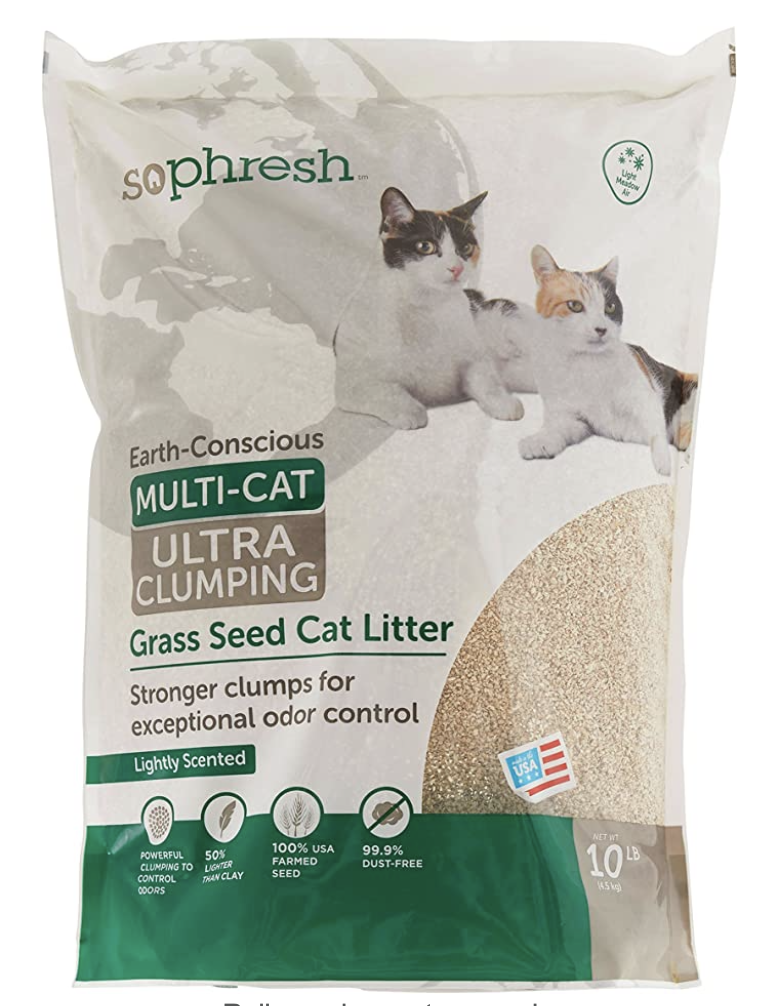 sophresh
Light
Meadow
Air
Earth-Conscious
MULTI-CAT
ULTRA
CLUMPING
Grass Seed Cat Litter
Stronger clumps for
exceptional odor control
Lightly Scented
made in
USA
POWERFUL
CLUMPING TO
CONTROL
ODORS
50%
LIGHTER
THAN CLAY
100% USA
FARMED
SEED
99.9%
DUST-FREE
NET WT
10 LB
(4.5 kg)